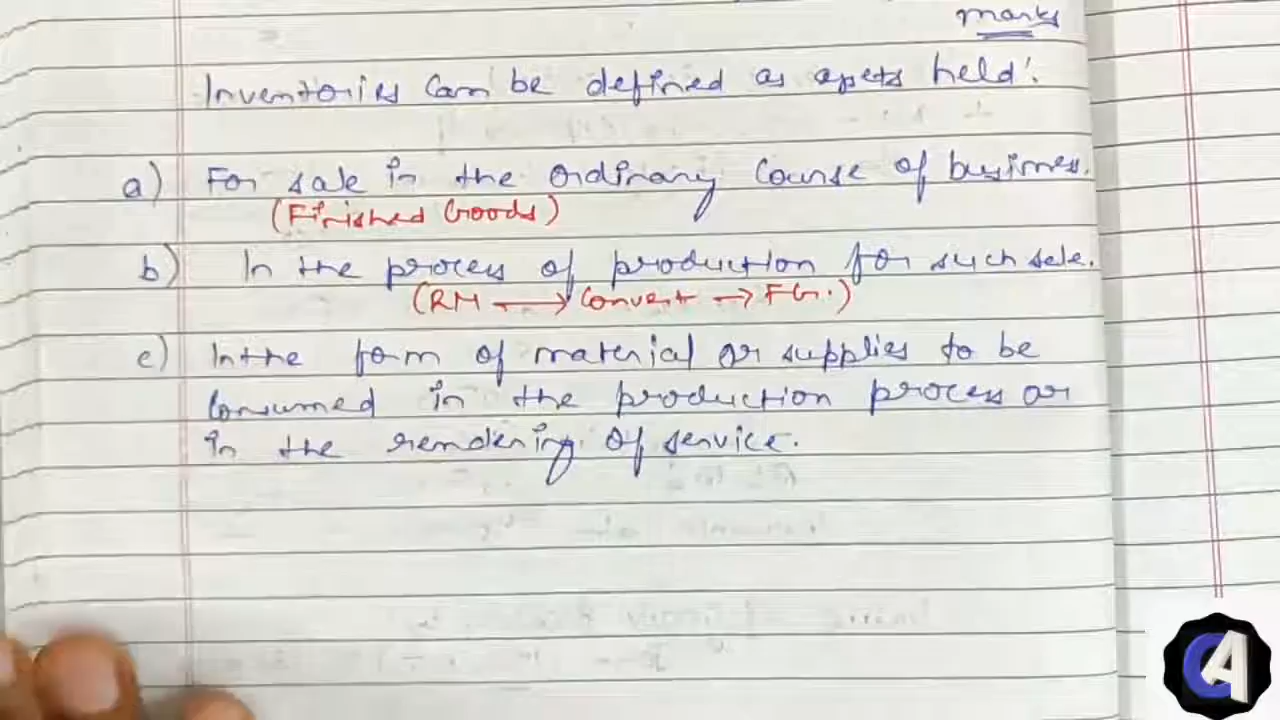 marks
Inventories can be defined as assets held:
a) For sale in the ordinary course of business.
(Finished Goods)
b) In the process of production for such sale.
(RM → Convert → FG.)
c) In the form of material or supplies to be
consumed in the production process or
in the rendering of service.
CA